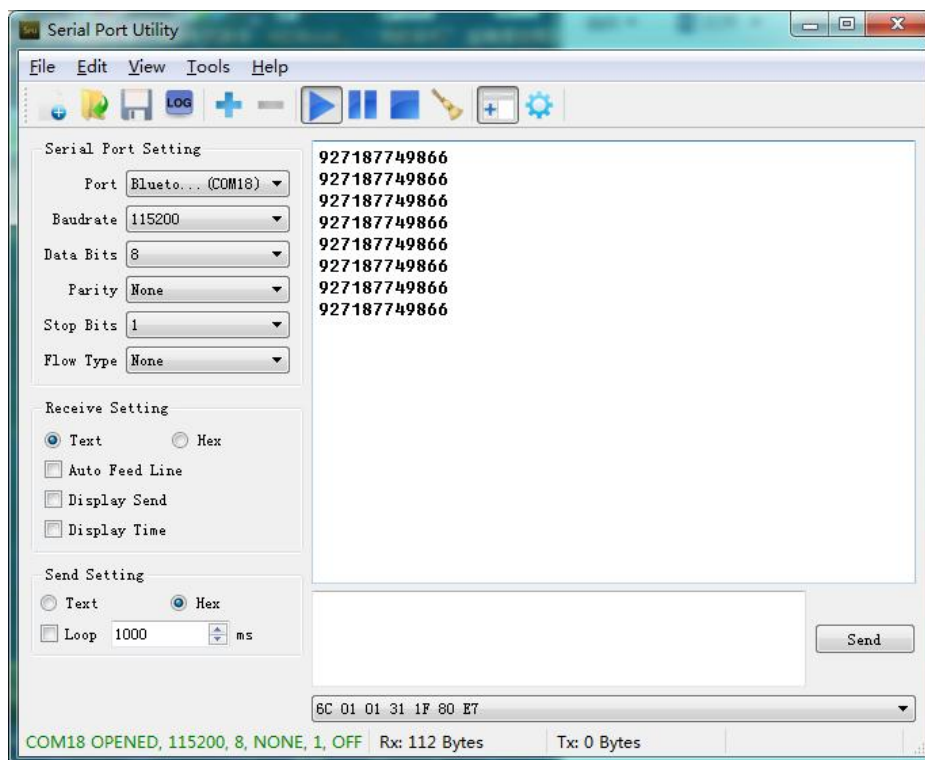 Serial Port Utility
File Edit View Tools Help
LOG
Serial Port Setting
Port Blueto... (COM18)
Baudrate 115200
Data Bits 8
Parity None
Stop Bits 1
Flow Type None
Receive Setting
Text Hex
Auto Feed Line
Display Send
Display Time
Send Setting
Text Hex
Loop 1000 ms
927187749866
927187749866
927187749866
927187749866
927187749866
927187749866
927187749866
927187749866
Send
6C 01 01 31 1F 80 E7
COM18 OPENED, 115200, 8, NONE, 1, OFF Rx: 112 Bytes Tx: 0 Bytes